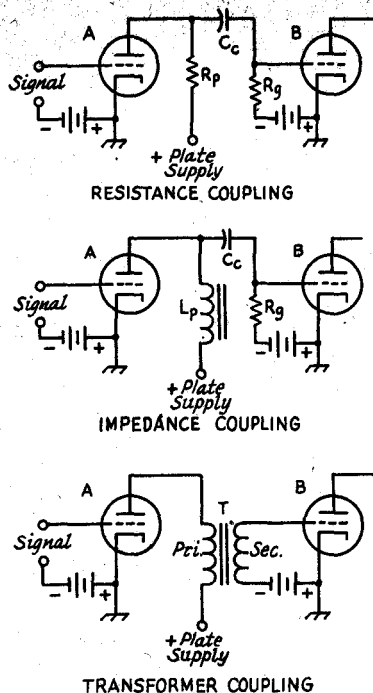 A
B
Cc
Signal
Rp
Rg
- +
- +
+ Plate
Supply
RESISTANCE COUPLING
A
B
Cc
Signal
Lp
Rg
- +
- +
+ Plate
Supply
IMPEDANCE COUPLING
A
B
T
Signal
Pri.
Sec.
- +
- +
+ Plate
Supply
TRANSFORMER COUPLING